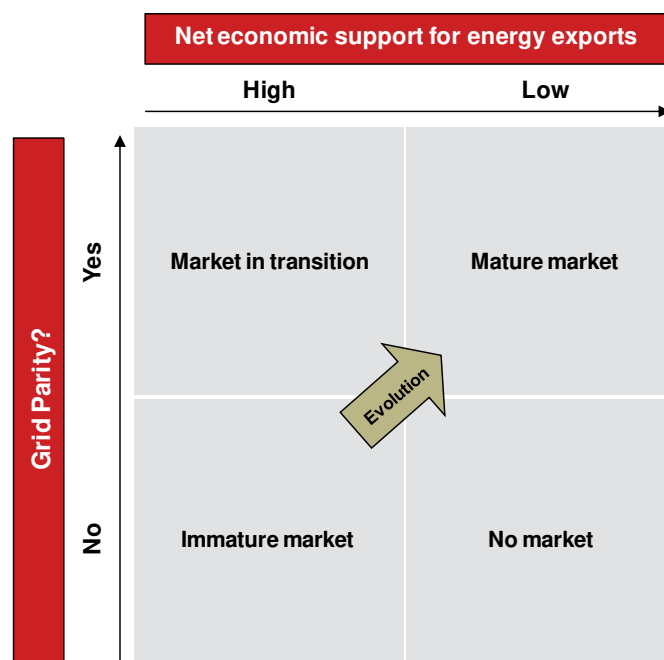 Net economic support for energy exports
High
Low
Grid Parity?
Yes
Market in transition
Mature market
Evolution
No
Immature market
No market